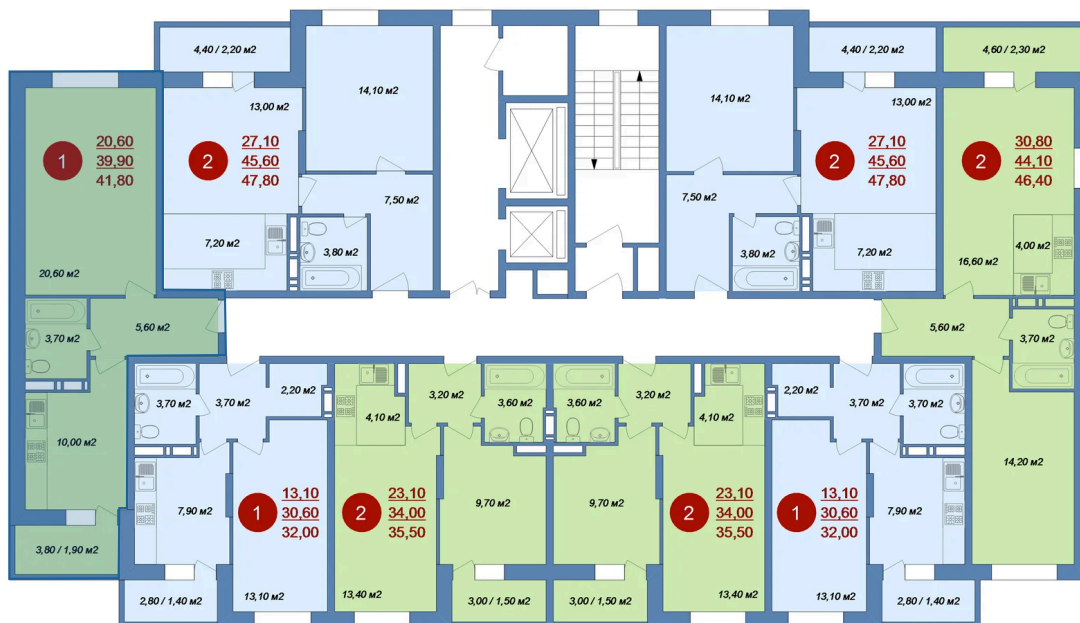 4,40 / 2,20 м2
14,10 м2
13,00 м2
1
20,60
39,90
41,80
2
27,10
45,60
47,80
7,50 м2
3,80 м2
7,20 м2
20,60 м2
3,70 м2
5,60 м2
10,00 м2
3,80 / 1,90 м2
14,10 м2
4,40 / 2,20 м2
4,60 / 2,30 м2
13,00 м2
2
27,10
45,60
47,80
2
30,80
44,10
46,40
7,50 м2
3,80 м2
7,20 м2
4,00 м2
16,60 м2
5,60 м2
3,70 м2
14,20 м2
3,70 м2
3,70 м2
2,20 м2
7,90 м2
1
13,10
30,60
32,00
13,10 м2
2,80 / 1,40 м2
4,10 м2
3,20 м2
3,60 м2
2
23,10
34,00
35,50
9,70 м2
13,40 м2
3,00 / 1,50 м2
3,60 м2
3,20 м2
4,10 м2
9,70 м2
2
23,10
34,00
35,50
3,00 / 1,50 м2
13,40 м2
2,20 м2
3,70 м2
3,70 м2
1
13,10
30,60
32,00
7,90 м2
13,10 м2
2,80 / 1,40 м2